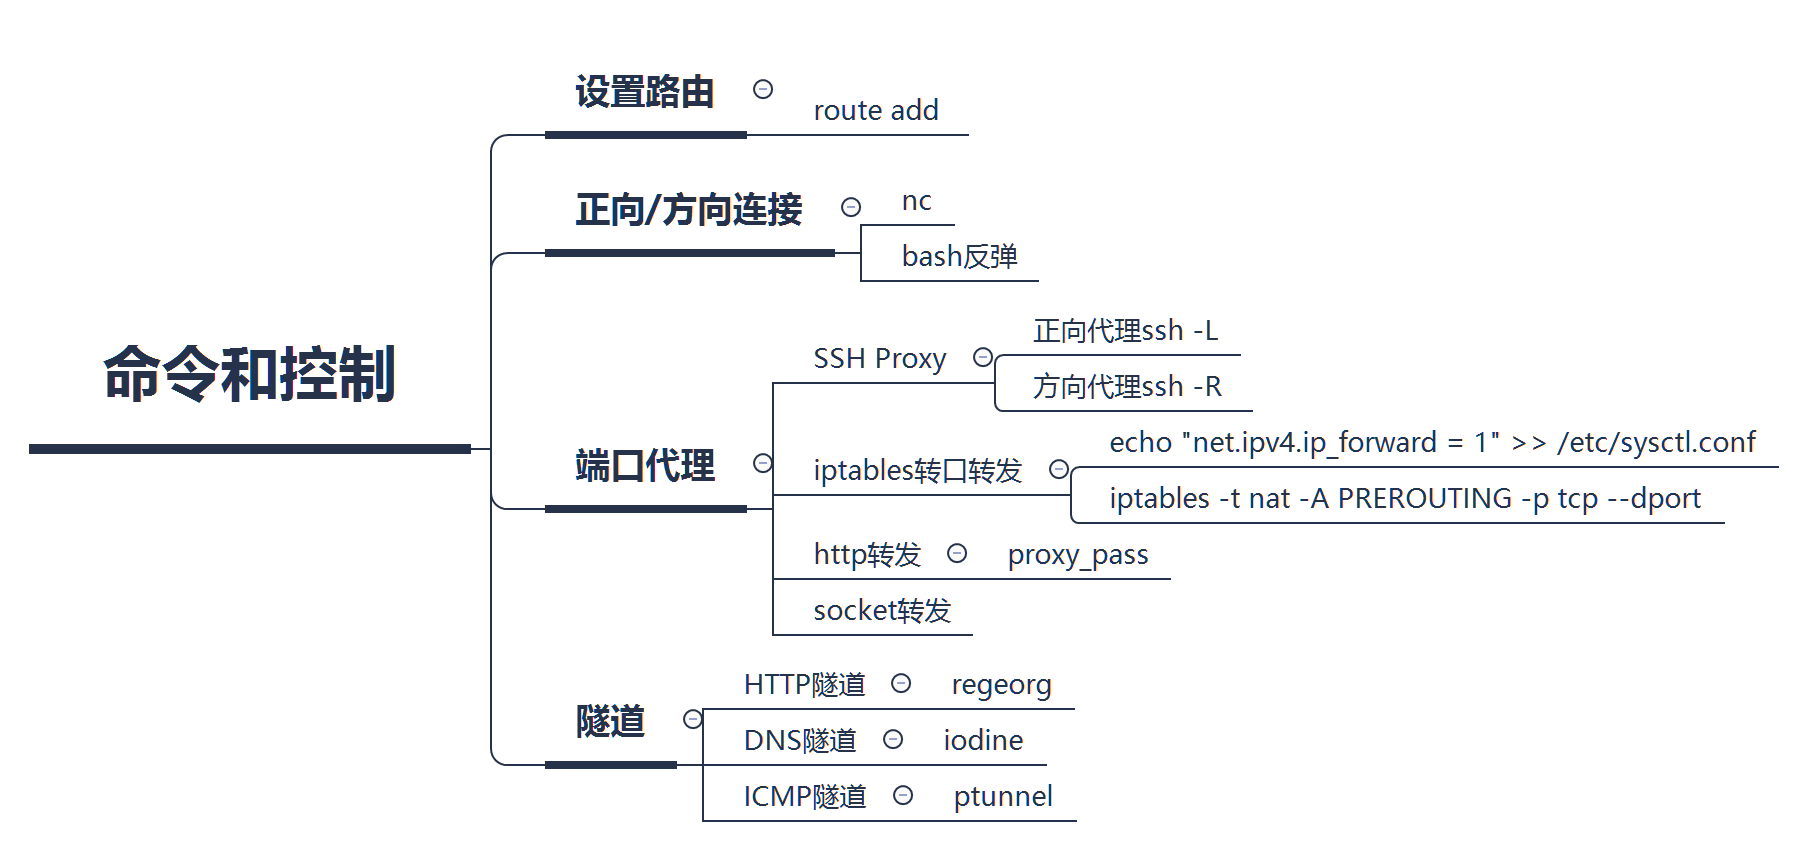 设置路由
route add
正向/方向连接
nc
bash反弹
命令和控制
端口代理
SSH Proxy
正向代理ssh -L
方向代理ssh -R
iptables转口转发
echo "net.ipv4.ip_forward = 1" >> /etc/sysctl.conf
iptables -t nat -A PREROUTING -p tcp --dport
http转发
proxy_pass
socket转发
隧道
HTTP隧道
regeorg
DNS隧道
iodine
ICMP隧道
ptunnel